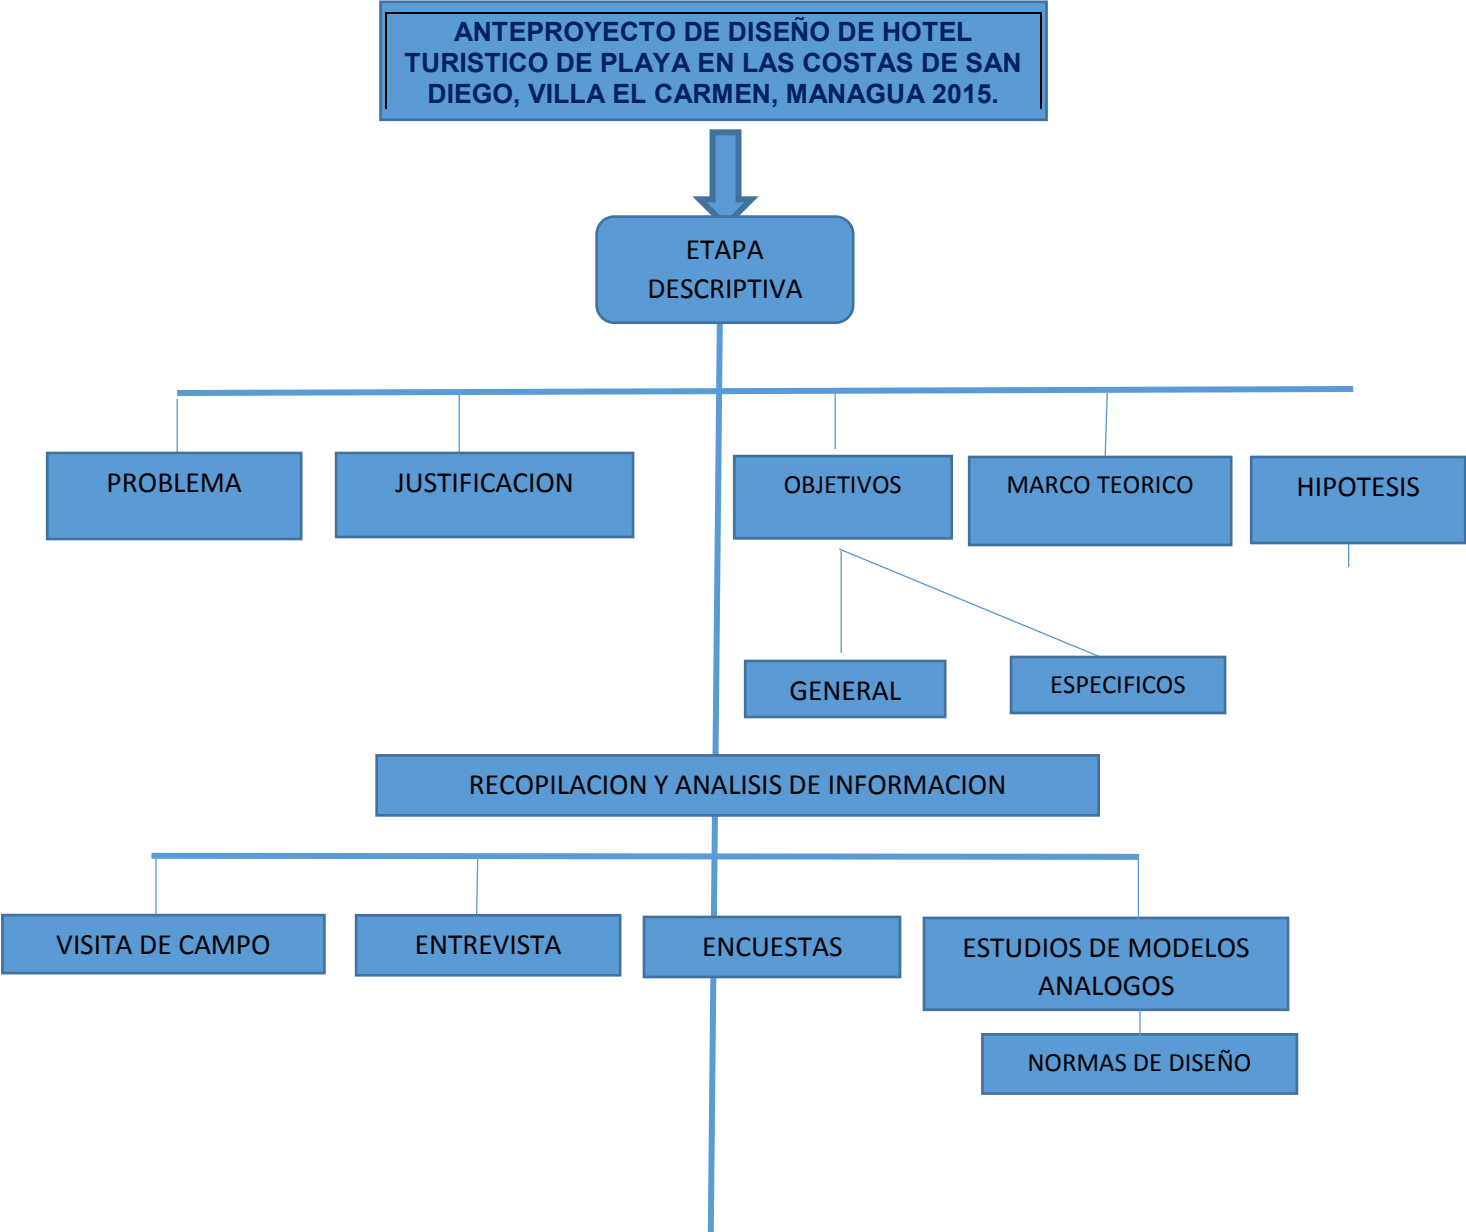 ANTEPROYECTO DE DISEÑO DE HOTEL
TURISTICO DE PLAYA EN LAS COSTAS DE SAN
DIEGO, VILLA EL CARMEN, MANAGUA 2015.
ETAPA
DESCRIPTIVA
PROBLEMA
JUSTIFICACION
OBJETIVOS
MARCO TEORICO
HIPOTESIS
GENERAL
ESPECIFICOS
RECOPILACION Y ANALISIS DE INFORMACION
VISITA DE CAMPO
ENTREVISTA
ENCUESTAS
ESTUDIOS DE MODELOS
ANALOGOS
NORMAS DE DISEÑO